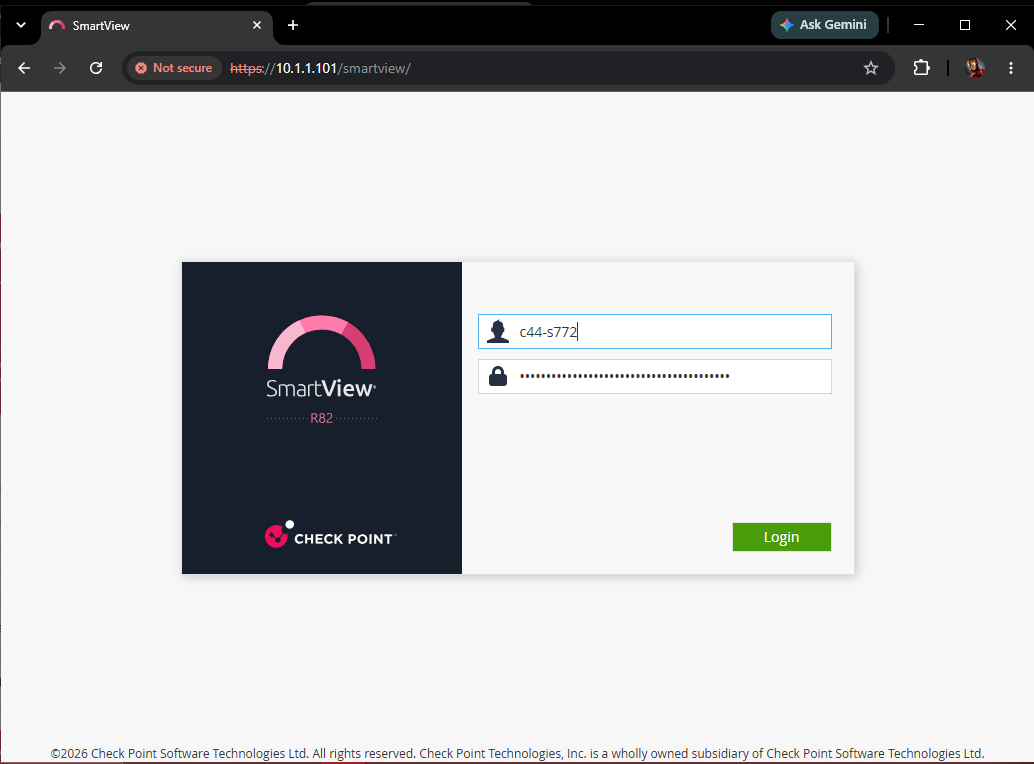 SmartView
Ask Gemini
Not secure
https://10.1.1.101/smartview/
c44-s772
••••••••••••••••••••••••••••••••••••••••
SmartView
R82
CHECK POINT
Login
©2026 Check Point Software Technologies Ltd. All rights reserved. Check Point Technologies, Inc. is a wholly owned subsidiary of Check Point Software Technologies Ltd.